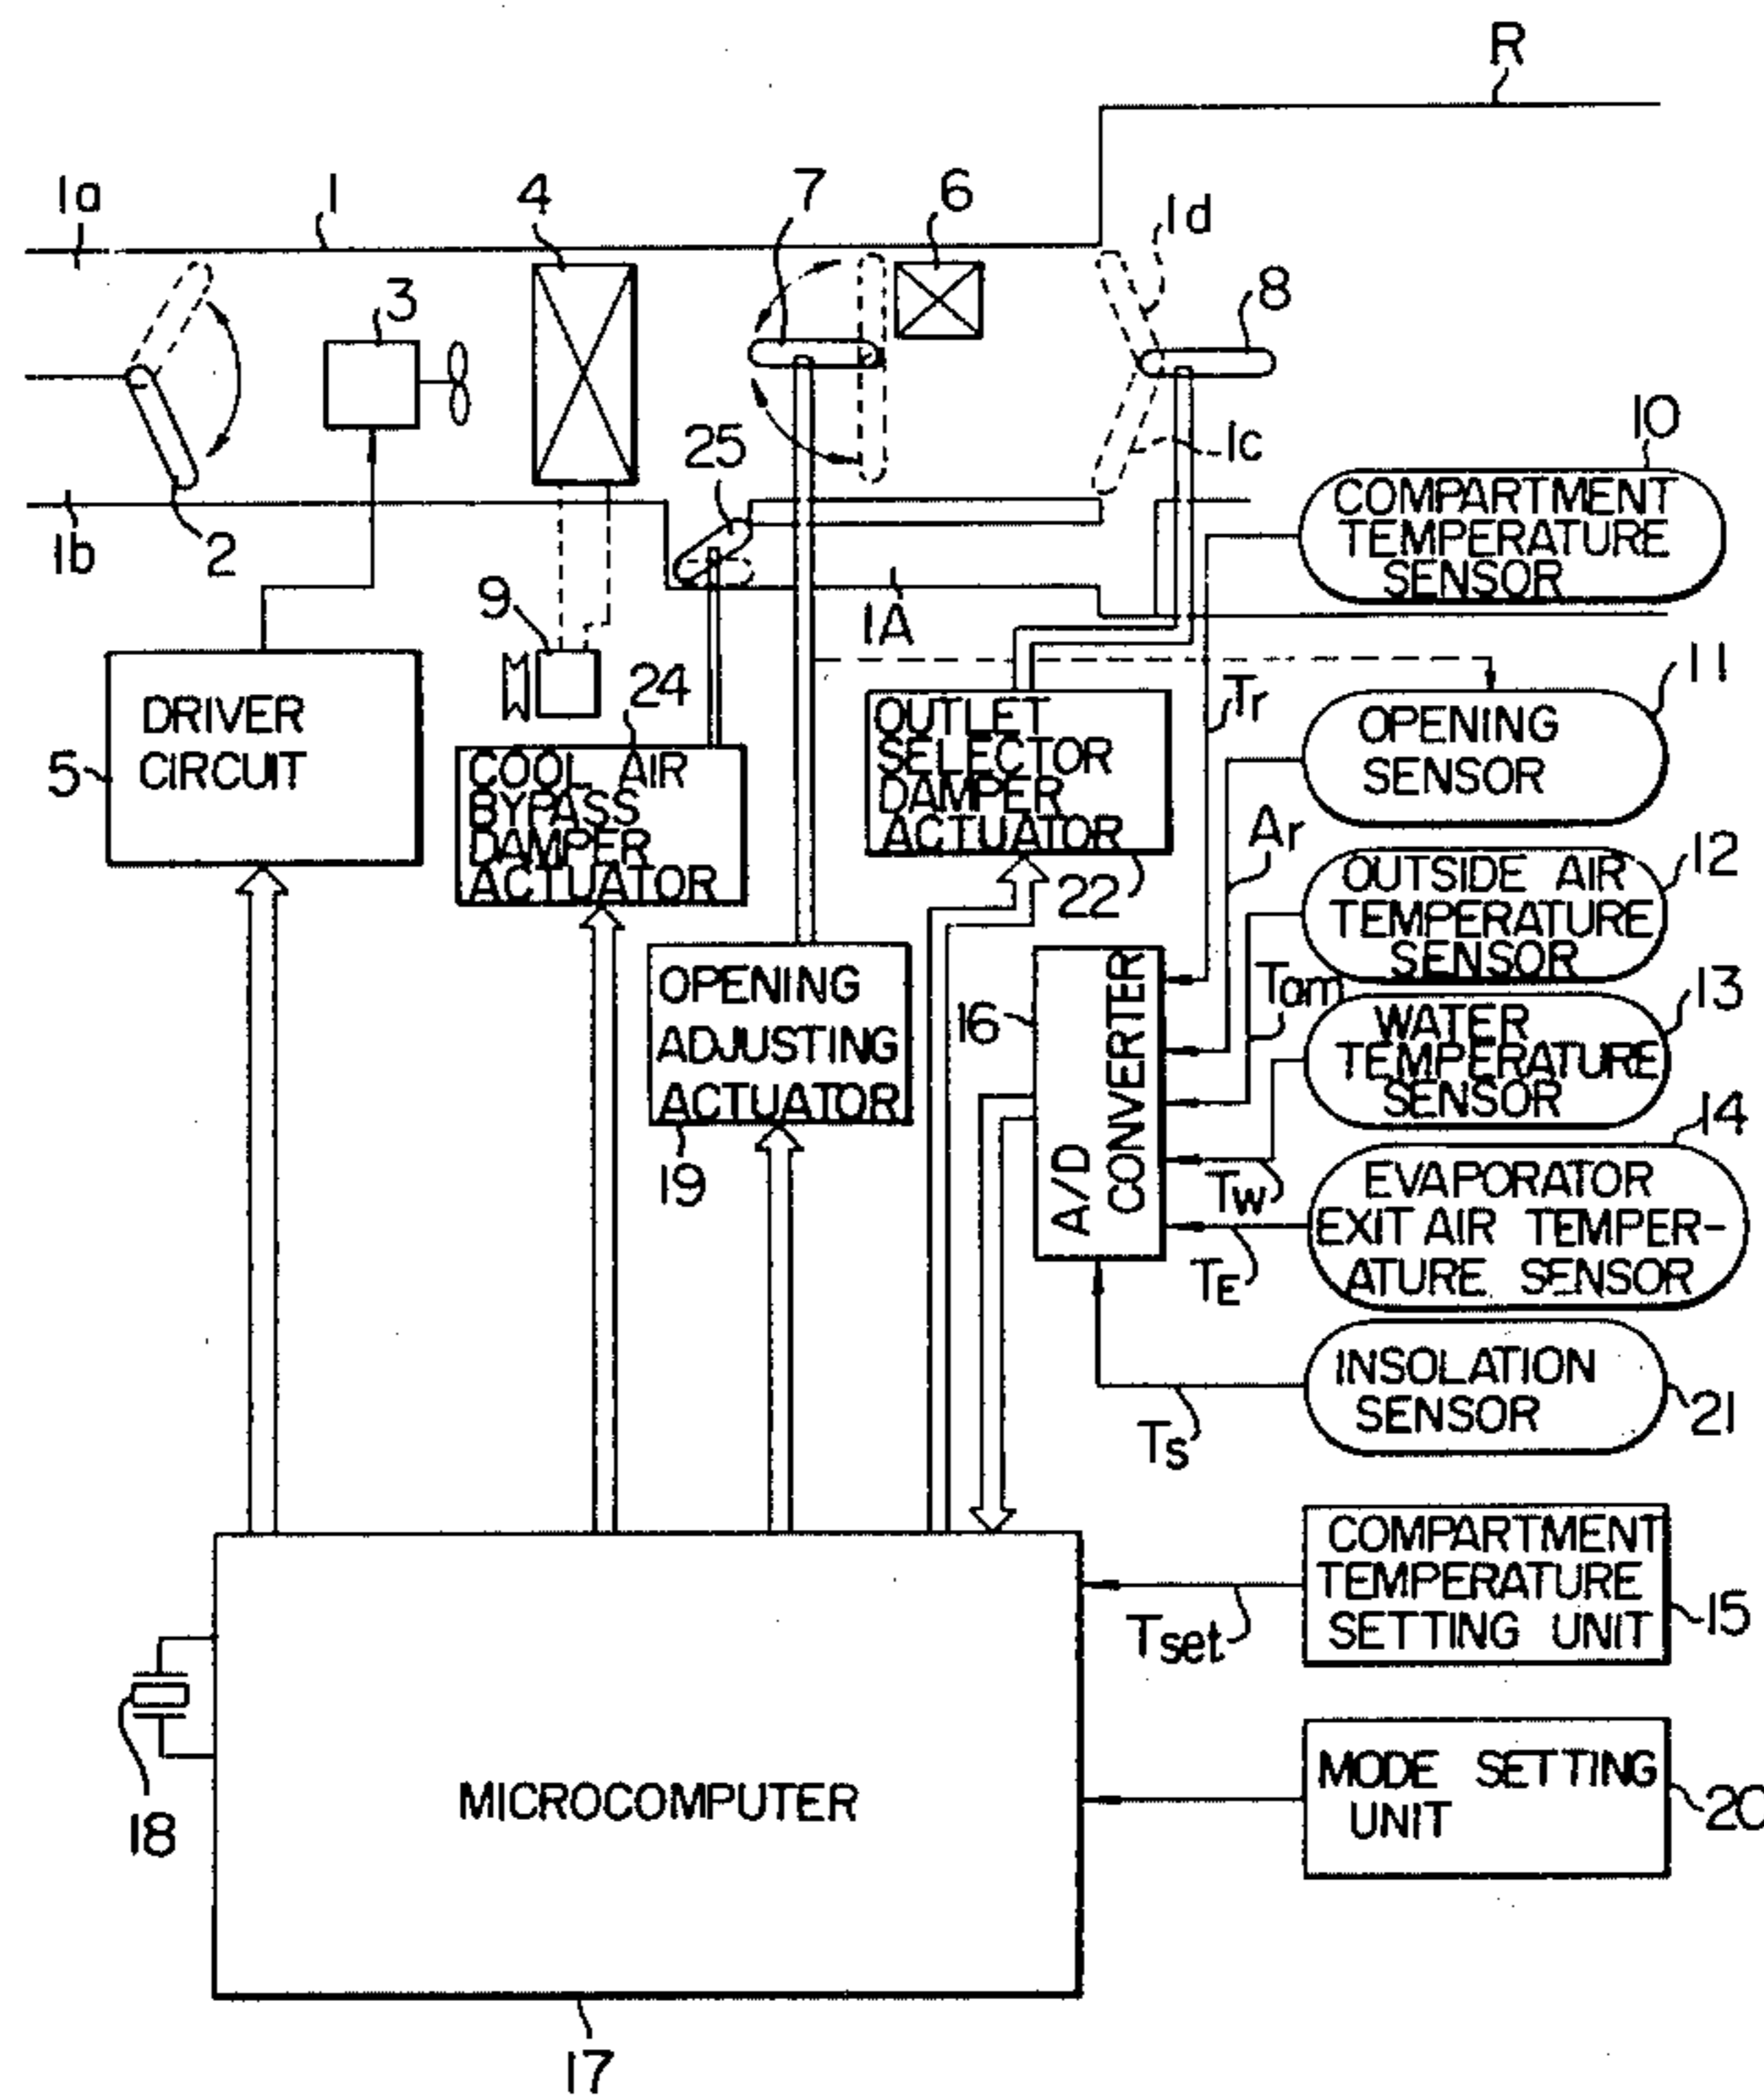 R
1a
1
4
7
6
1d
3
8
10
25
1c
COMPARTMENT
TEMPERATURE
SENSOR
1b
2
9
1A
11
24
Tr
DRIVER
CIRCUIT
5
OUTLET
SELECTOR
DAMPER
ACTUATOR
OPENING
SENSOR
COOL AIR
BYPASS
DAMPER
ACTUATOR
Ar
12
22
OUTSIDE AIR
TEMPERATURE
SENSOR
OPENING
ADJUSTING
ACTUATOR
16
A/D
CONVERTER
Tam
13
WATER
TEMPERATURE
SENSOR
14
19
Tw
EVAPORATOR
EXIT AIR TEMPER-
ATURE SENSOR
TE
INSOLATION
SENSOR
21
Ts
COMPARTMENT
TEMPERATURE
SETTING UNIT
15
Tset
18
MICROCOMPUTER
MODE SETTING
UNIT
20
17